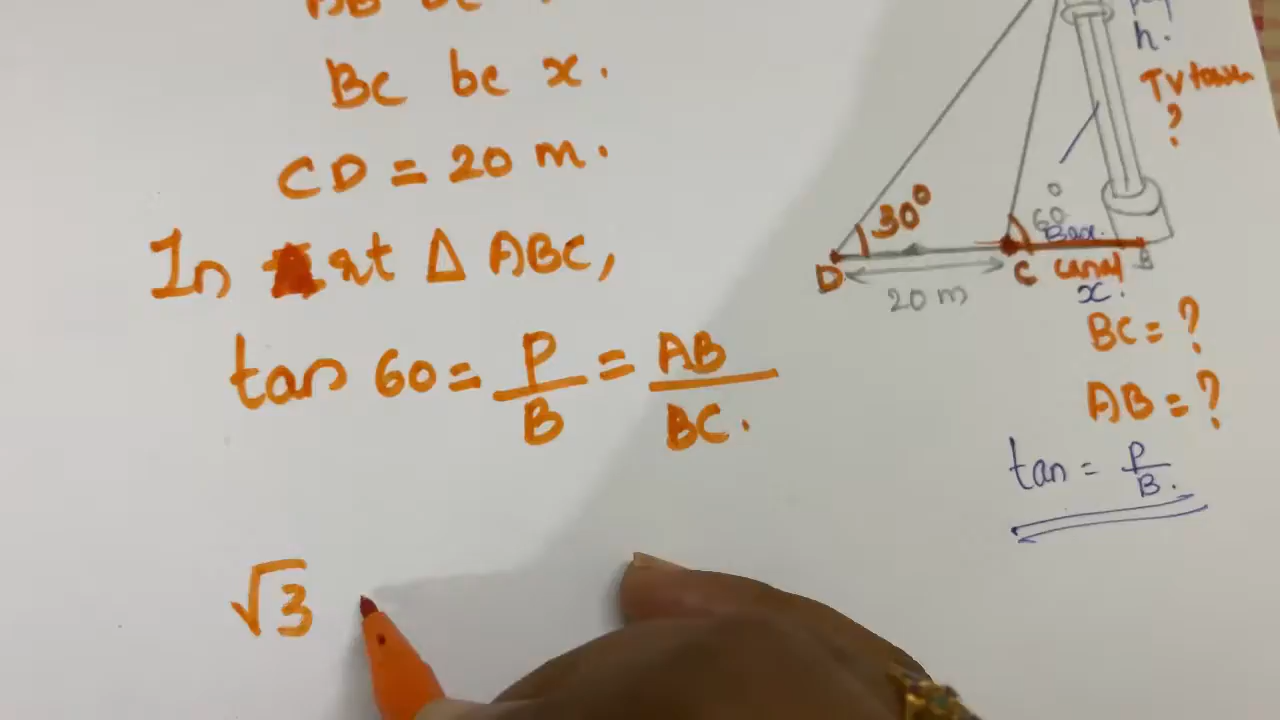 BC be x.
CD = 20 m.
In rt Δ ABC,
tan 60 = P/B = AB/BC.
√3
h.
TV tower
?
30°
60°
Base.
D
C
canal
B
20 m
x.
BC = ?
AB = ?
tan = P/B.